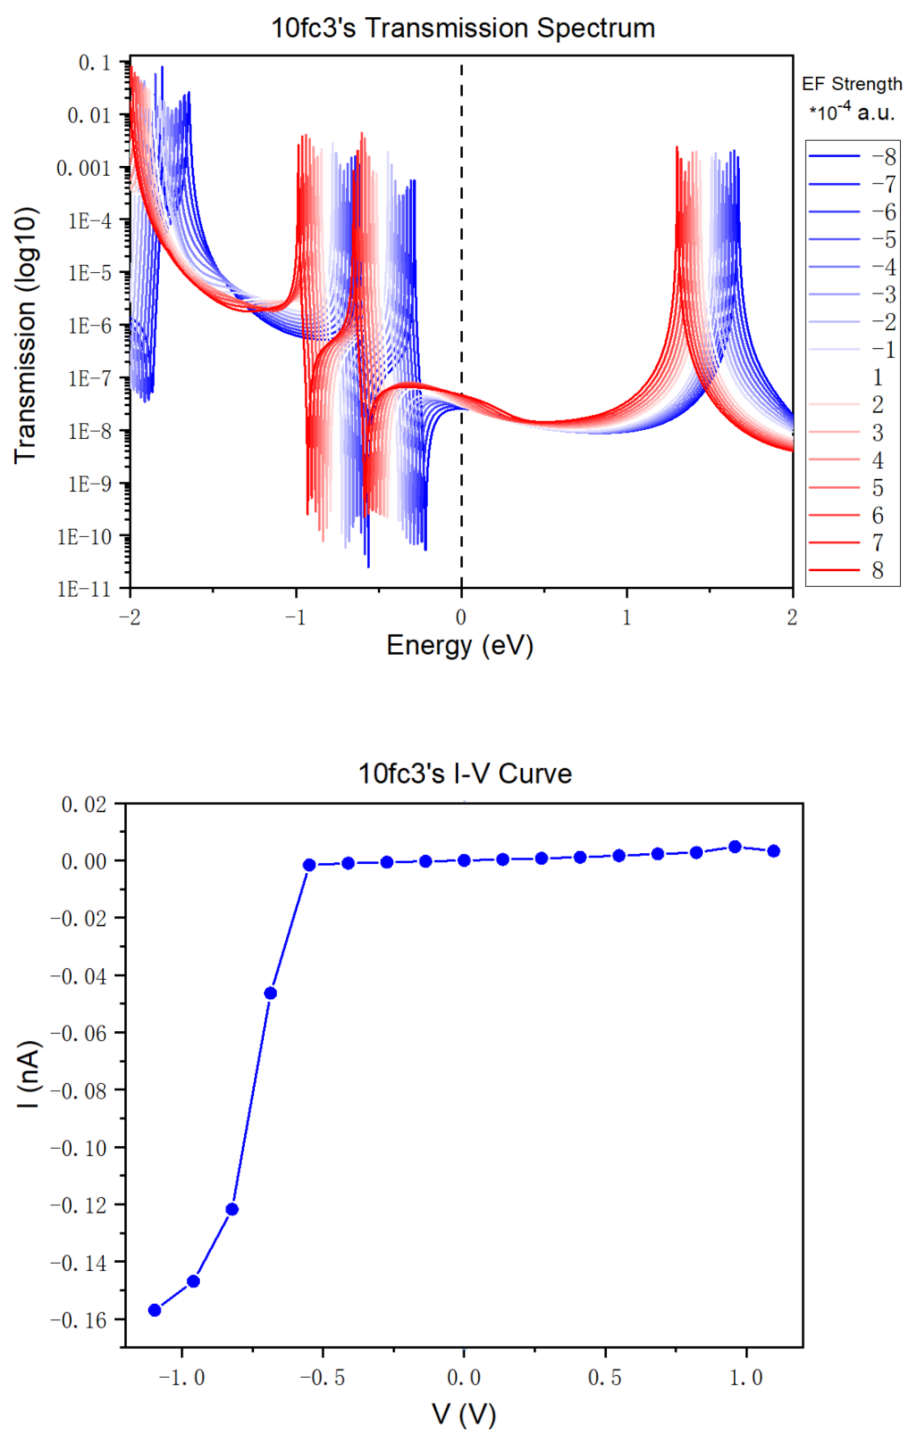 10fc3's Transmission Spectrum
0.1
0.01
0.001
1E-4
1E-5
1E-6
1E-7
1E-8
1E-9
1E-10
1E-11
Transmission (log10)
-2
-1
0
1
2
Energy (eV)
EF Strength
*10-4 a.u.
-8
-7
-6
-5
-4
-3
-2
-1
1
2
3
4
5
6
7
8
10fc3's I-V Curve
0.02
0.00
-0.02
-0.04
-0.06
-0.08
-0.10
-0.12
-0.14
-0.16
I (nA)
-1.0
-0.5
0.0
0.5
1.0
V (V)